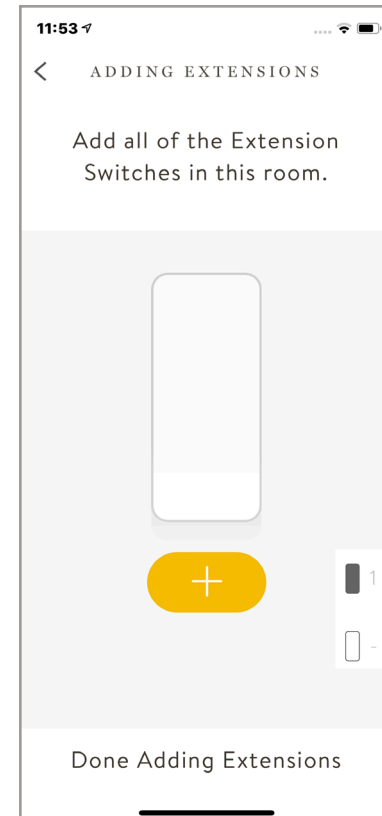 11:53
ADDING EXTENSIONS
Add all of the Extension
Switches in this room.
1
-
Done Adding Extensions